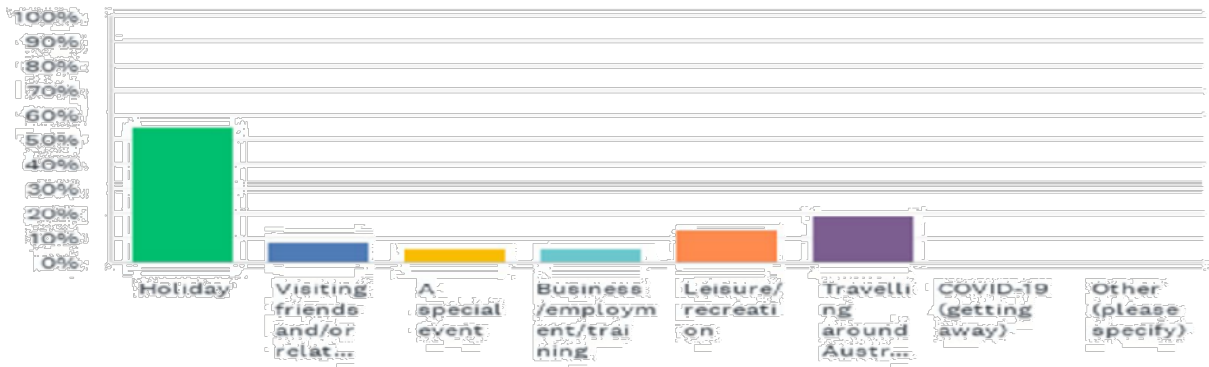 100%
90%
80%
70%
60%
50%
40%
30%
20%
10%
0%
Holiday
Visiting
friends
and/or
relat...
A
special
event
Business
/employm
ent/trai
ning
Leisure/
recreati
on
Travelli
ng
around
Austr...
COVID-19
(getting
away)
Other
(please
specify)